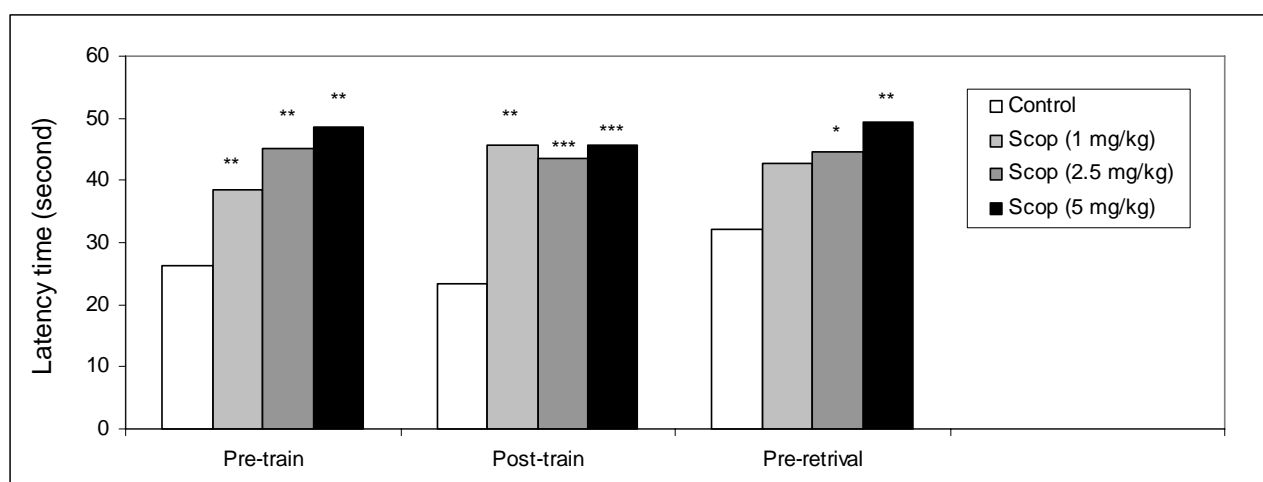 60
50
40
30
20
10
0
Latency time (second)
** ** **
** *** ***
* **
Pre-train
Post-train
Pre-retrival
Control
Scop (1 mg/kg)
Scop (2.5 mg/kg)
Scop (5 mg/kg)